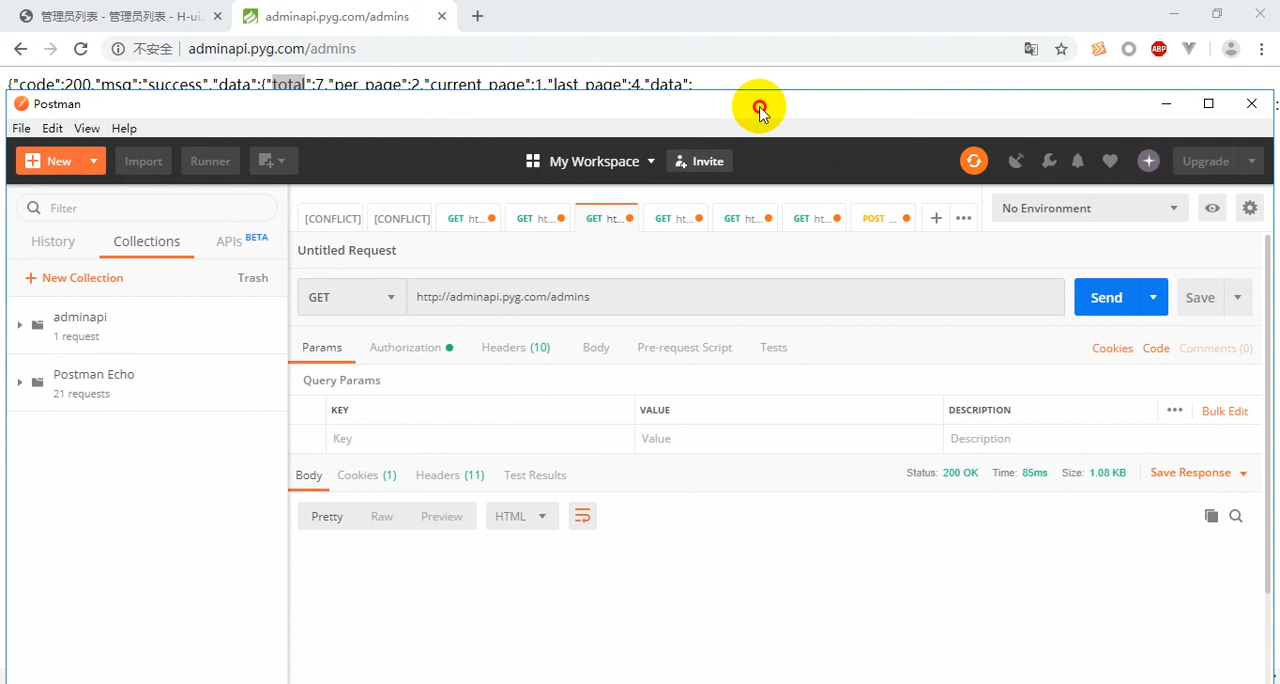 管理员列表 - 管理员列表 - H-ui.
adminapi.pyg.com/admins
不安全 adminapi.pyg.com/admins
ABP
{"code":200,"msg":"success","data":{"total":7,"per_page":2,"current_page":1,"last_page":4,"data":
Postman
File Edit View Help
New Import Runner My Workspace Invite Upgrade
Filter
History Collections APIs BETA
New Collection Trash
adminapi
1 request
Postman Echo
21 requests
[CONFLICT] [CONFLICT] GET ht... GET ht... GET ht... GET ht... GET ht... GET ht... POST ... No Environment
Untitled Request
GET http://adminapi.pyg.com/admins Send Save
Params Authorization Headers (10) Body Pre-request Script Tests Cookies Code Comments (0)
Query Params
KEY VALUE DESCRIPTION Bulk Edit
Key Value Description
Body Cookies (1) Headers (11) Test Results Status: 200 OK Time: 85ms Size: 1.08 KB Save Response
Pretty Raw Preview HTML